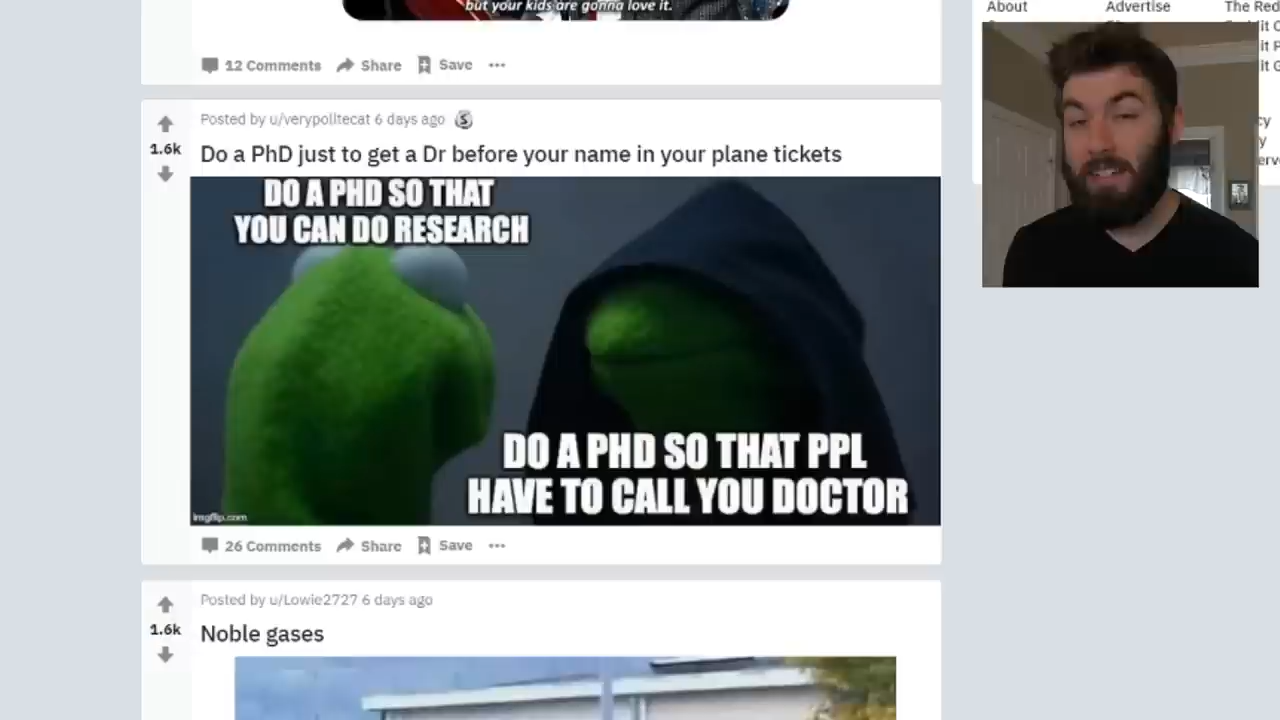 but your kids are gonna love it.
12 Comments Share Save
About Advertise The Red
Posted by u/verypolitecat 6 days ago
1.6k
Do a PhD just to get a Dr before your name in your plane tickets
DO A PHD SO THAT
YOU CAN DO RESEARCH
DO A PHD SO THAT PPL
HAVE TO CALL YOU DOCTOR
imgflip.com
26 Comments Share Save
Posted by u/Lowie2727 6 days ago
1.6k
Noble gases